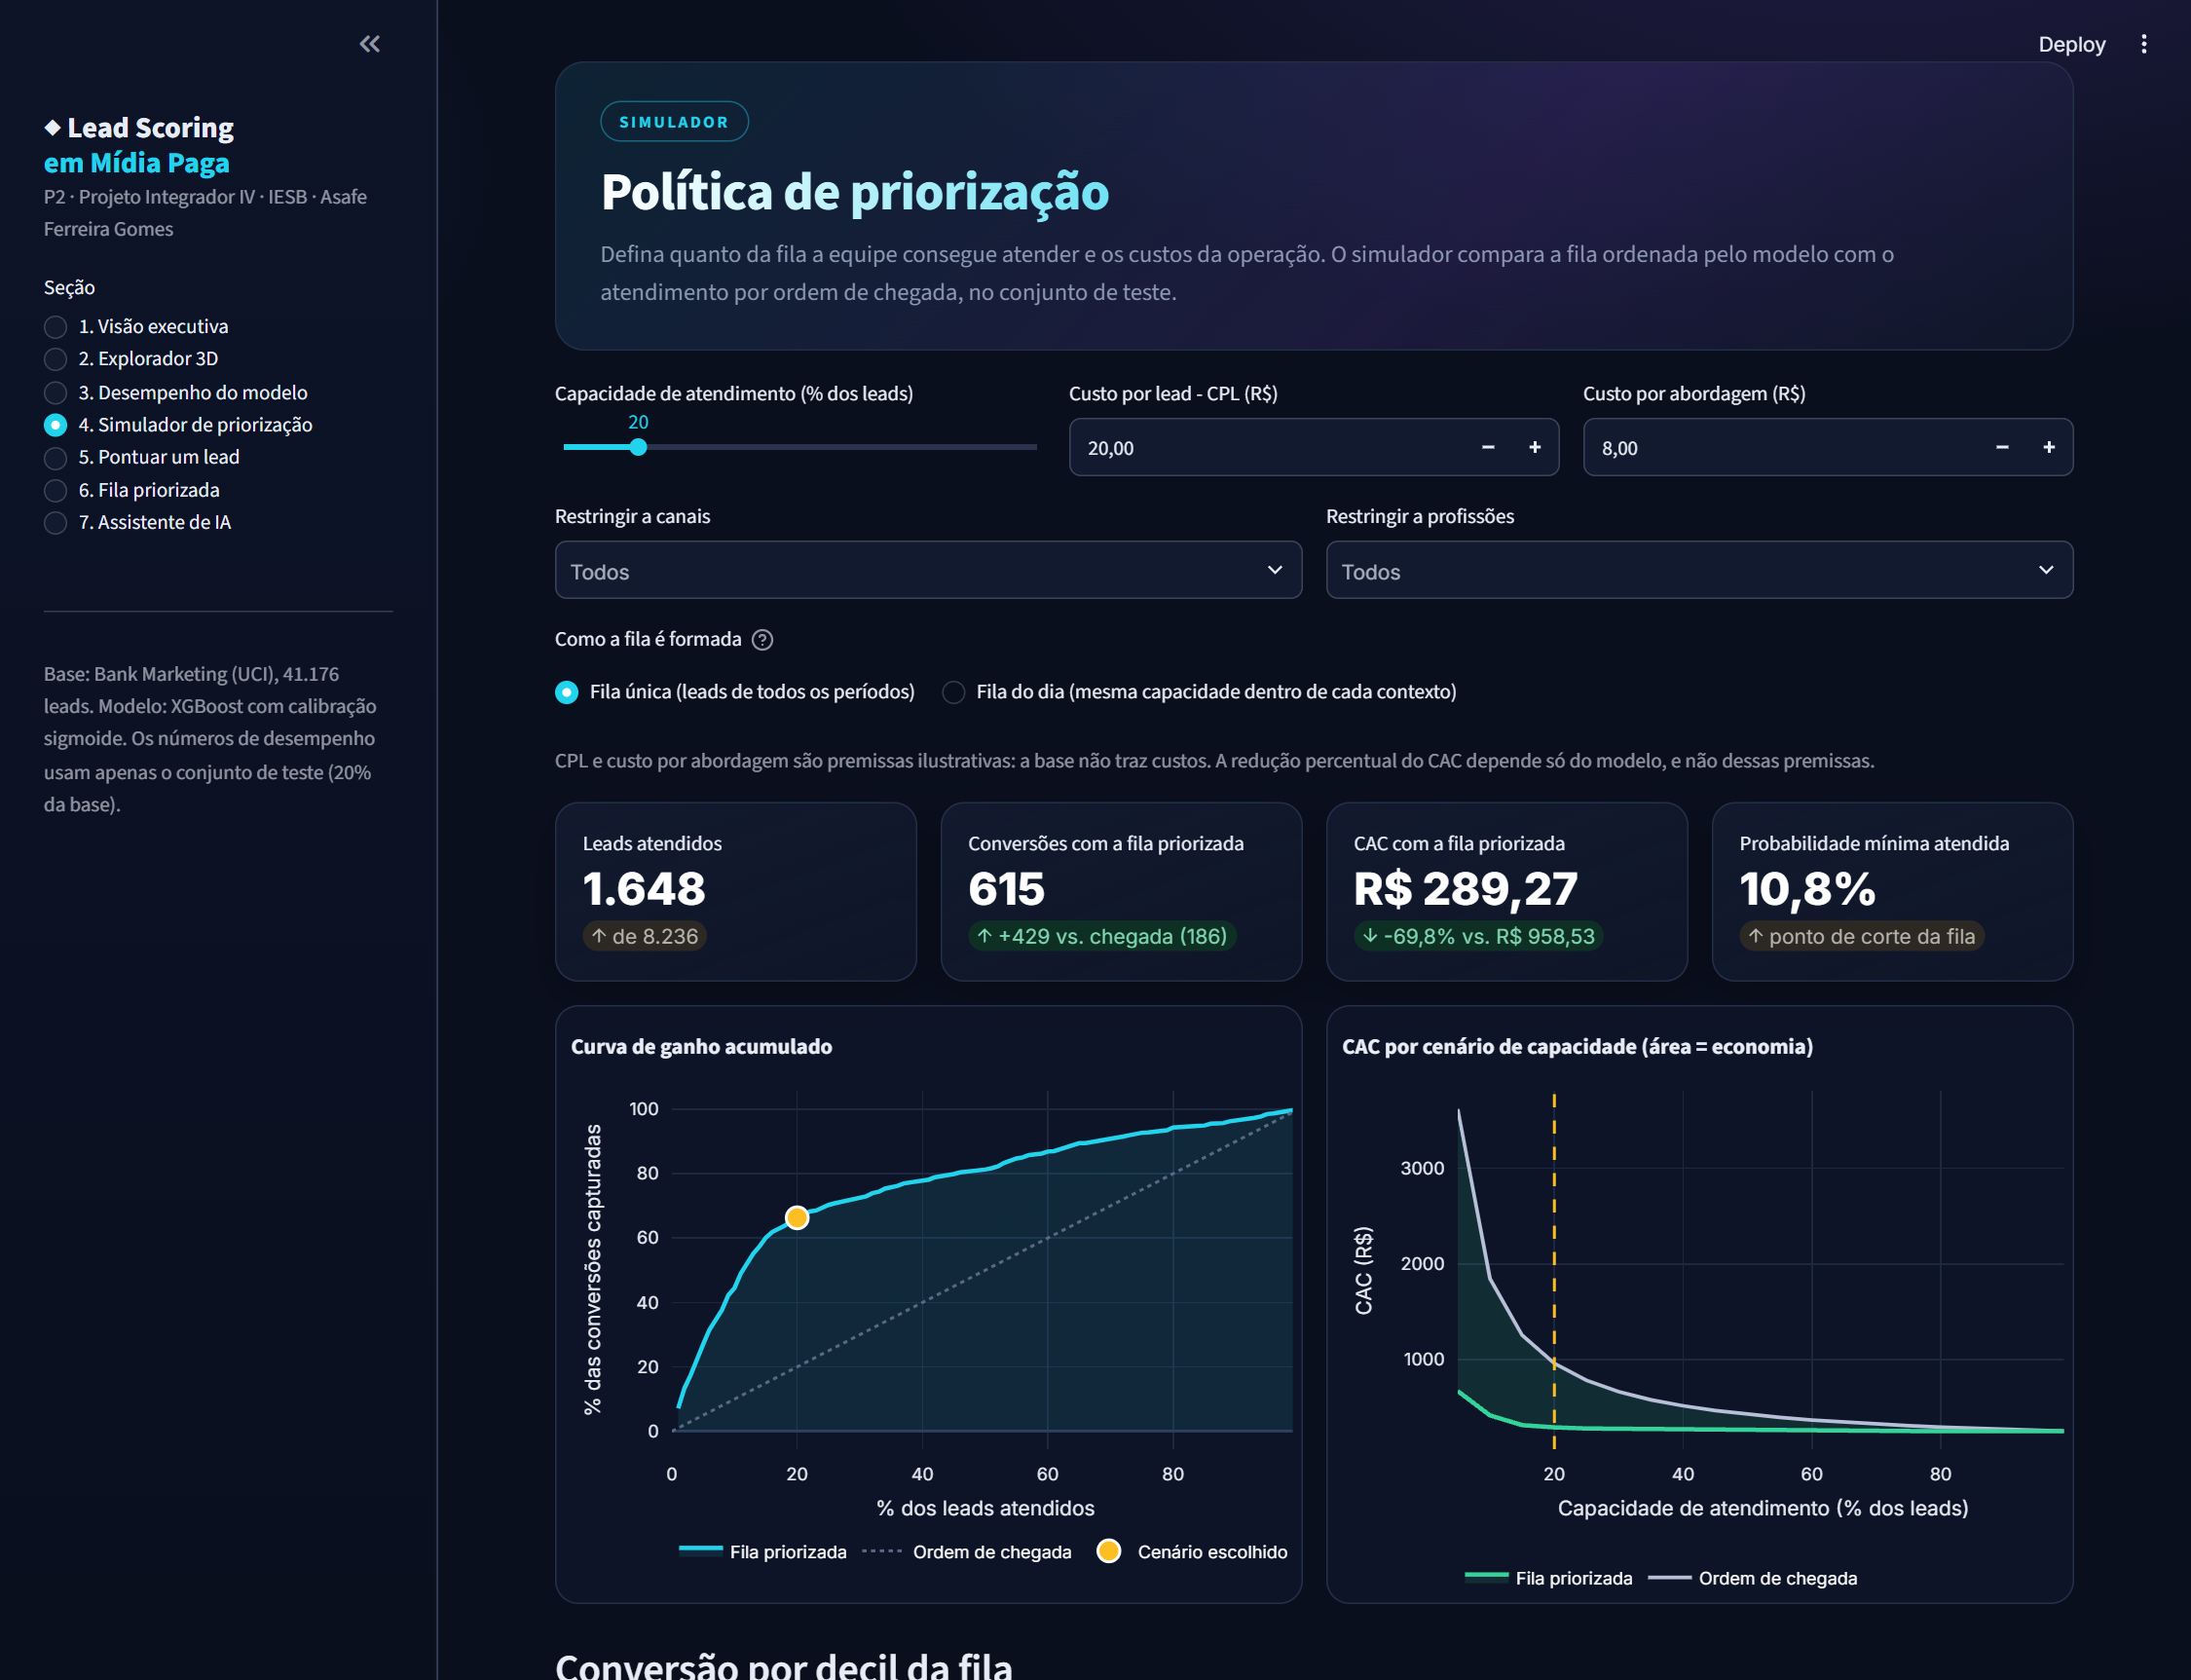 Deploy
Lead Scoring
em Mídia Paga
P2 · Projeto Integrador IV · IESB · Asafe
Ferreira Gomes
Seção
1. Visão executiva
2. Explorador 3D
3. Desempenho do modelo
4. Simulador de priorização
5. Pontuar um lead
6. Fila priorizada
7. Assistente de IA
Base: Bank Marketing (UCI), 41.176
leads. Modelo: XGBoost com calibração
sigmoide. Os números de desempenho
usam apenas o conjunto de teste (20%
da base).
SIMULADOR
Política de priorização
Defina quanto da fila a equipe consegue atender e os custos da operação. O simulador compara a fila ordenada pelo modelo com o
atendimento por ordem de chegada, no conjunto de teste.
Capacidade de atendimento (% dos leads)
20
Custo por lead - CPL (R$)
20,00
Custo por abordagem (R$)
8,00
Restringir a canais
Todos
Restringir a profissões
Todos
Como a fila é formada
Fila única (leads de todos os períodos)
Fila do dia (mesma capacidade dentro de cada contexto)
CPL e custo por abordagem são premissas ilustrativas: a base não traz custos. A redução percentual do CAC depende só do modelo, e não dessas premissas.
Leads atendidos
1.648
↑ de 8.236
Conversões com a fila priorizada
615
↑ +429 vs. chegada (186)
CAC com a fila priorizada
R$ 289,27
↓ -69,8% vs. R$ 958,53
Probabilidade mínima atendida
10,8%
↑ ponto de corte da fila
Curva de ganho acumulado
% das conversões capturadas
100
80
60
40
20
0
0 20 40 60 80
% dos leads atendidos
Fila priorizada Ordem de chegada Cenário escolhido
CAC por cenário de capacidade (área = economia)
CAC (R$)
3000
2000
1000
20 40 60 80
Capacidade de atendimento (% dos leads)
Fila priorizada Ordem de chegada
Conversão por decil da fila